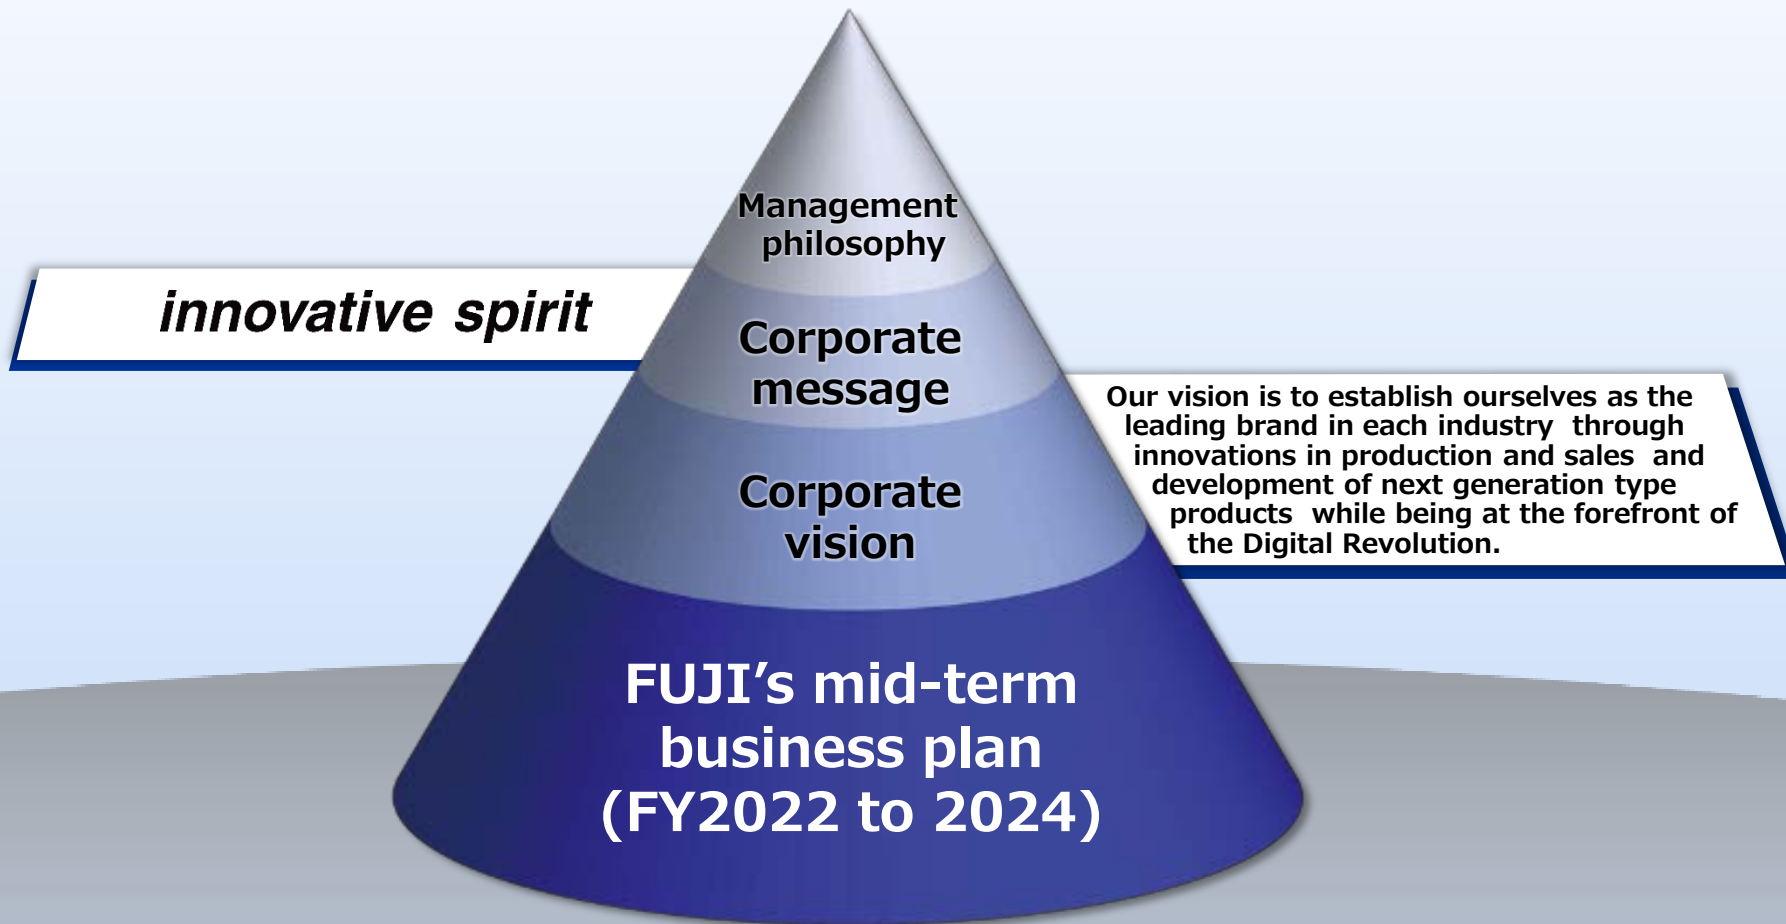 Management
philosophy
innovative spirit
Corporate
message
Our vision is to establish ourselves as the
leading brand in each industry through
innovations in production and sales and
development of next generation type
products while being at the forefront of
the Digital Revolution.
Corporate
vision
FUJI’s mid-term
business plan
(FY2022 to 2024)